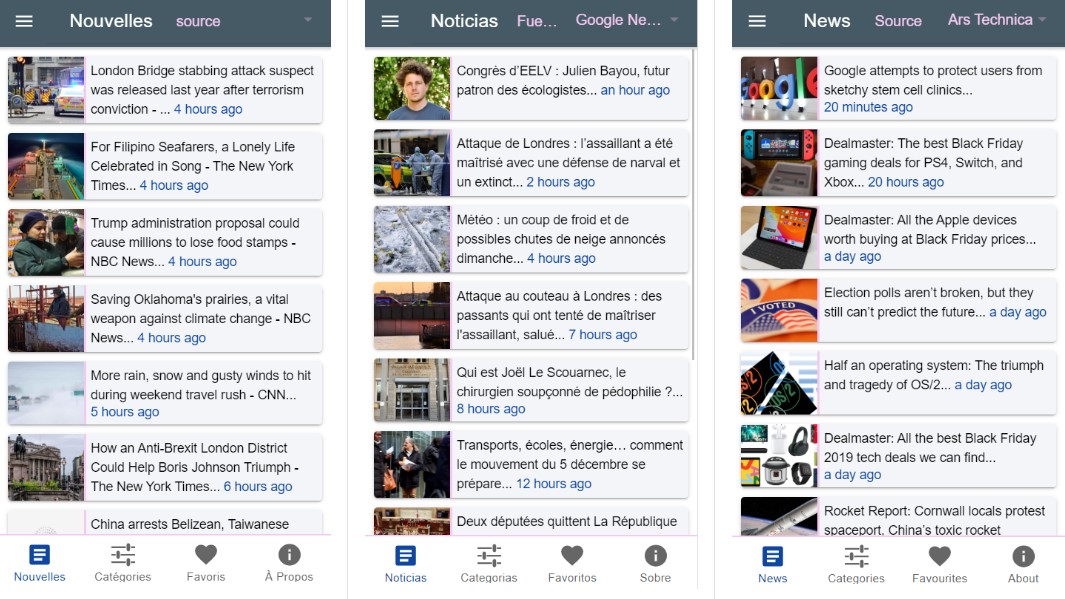 Nouvelles source
London Bridge stabbing attack suspect
was released last year after terrorism
conviction - ... 4 hours ago
For Filipino Seafarers, a Lonely Life
Celebrated in Song - The New York
Times... 4 hours ago
Trump administration proposal could
cause millions to lose food stamps -
NBC News... 4 hours ago
Saving Oklahoma's prairies, a vital
weapon against climate change - NBC
News... 4 hours ago
More rain, snow and gusty winds to hit
during weekend travel rush - CNN...
5 hours ago
How an Anti-Brexit London District
Could Help Boris Johnson Triumph -
The New York Times... 6 hours ago
China arrests Belizean, Taiwanese
Nouvelles Catégories Favoris À Propos
Noticias Fue... Google Ne...
Congrès d'EELV : Julien Bayou, futur
patron des écologistes... an hour ago
Attaque de Londres : l'assaillant a été
maîtrisé avec une défense de narval et
un extinct... 2 hours ago
Météo : un coup de froid et de
possibles chutes de neige annoncés
dimanche... 4 hours ago
Attaque au couteau à Londres : des
passants qui ont tenté de maîtriser
l'assaillant, salué... 7 hours ago
Qui est Joël Le Scouarnec, le
chirurgien soupçonné de pédophilie ?...
8 hours ago
Transports, écoles, énergie… comment
le mouvement du 5 décembre se
prépare... 12 hours ago
Deux députées quittent La République
Noticias Categorias Favoritos Sobre
News Source Ars Technica
Google attempts to protect users from
sketchy stem cell clinics...
20 minutes ago
Dealmaster: The best Black Friday
gaming deals for PS4, Switch, and
Xbox... 20 hours ago
Dealmaster: All the Apple devices
worth buying at Black Friday prices...
a day ago
I VOTED
Election polls aren't broken, but they
still can't predict the future... a day ago
OS/2
Half an operating system: The triumph
and tragedy of OS/2... a day ago
Dealmaster: All the best Black Friday
2019 tech deals we can find...
a day ago
Rocket Report: Cornwall locals protest
spaceport, China's toxic rocket
News Categories Favourites About